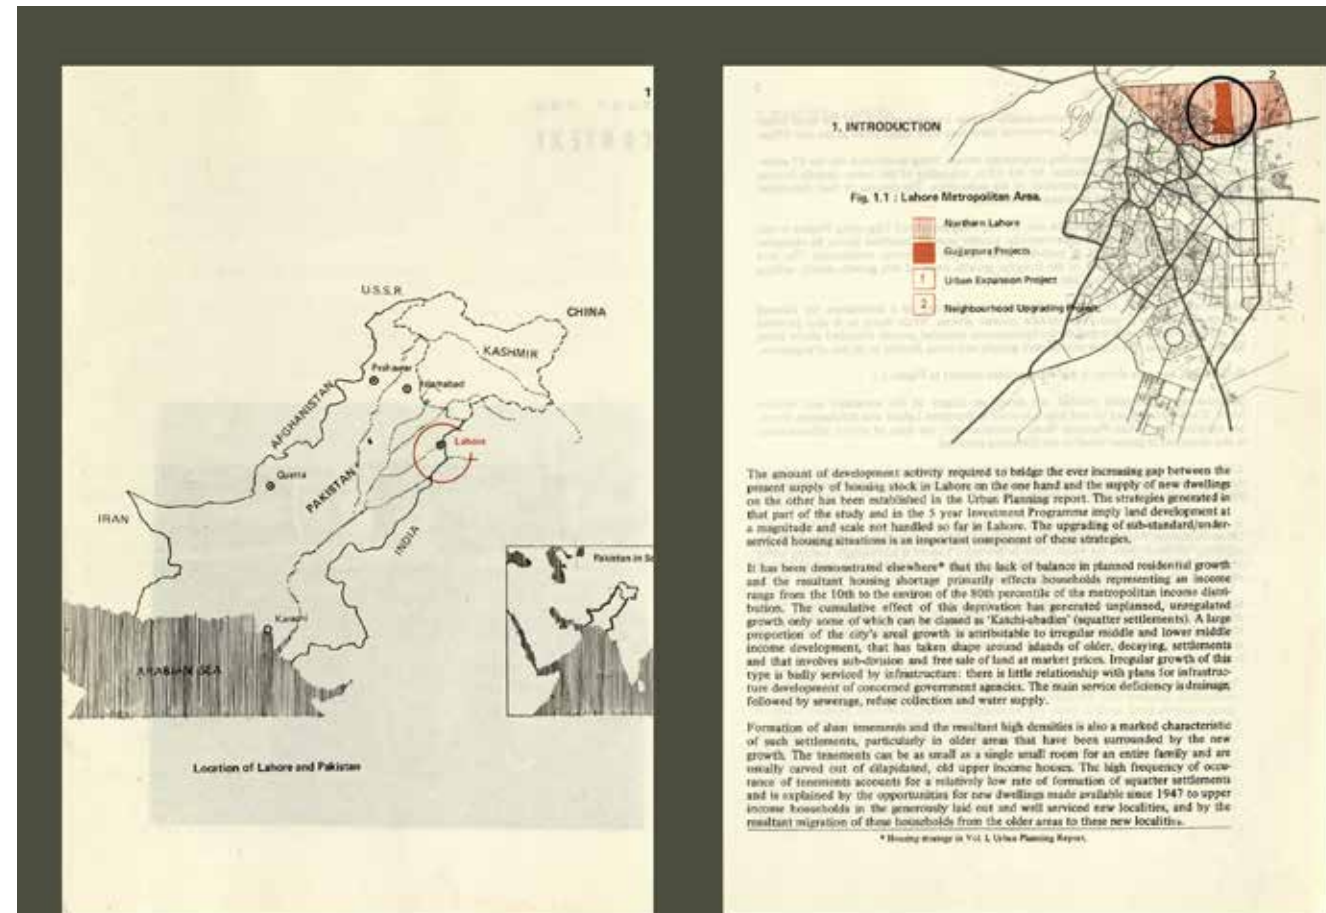 1
U.S.S.R
CHINA
KASHMIR
Peshawar
Islamabad
AFGHANISTAN
Lahore
Quetta
PAKISTAN
IRAN
INDIA
Pakistan in
Karachi
ARABIAN SEA
Location of Lahore and Pakistan
2
1. INTRODUCTION
Fig. 1.1 : Lahore Metropolitan Area.
Northern Lahore
Gujjarpura Projects
1 Urban Expansion Project
2 Neighbourhood Upgrading Project
The amount of development activity required to bridge the ever increasing gap between the
present supply of housing stock in Lahore on the one hand and the supply of new dwellings
on the other has been established in the Urban Planning report. The strategies generated in
that part of the study and in the 5 year Investment Programme imply land development at
a magnitude and scale not handled so far in Lahore. The upgrading of sub-standard/under-
serviced housing situations is an important component of these strategies.
It has been demonstrated elsewhere* that the lack of balance in planned residential growth
and the resultant housing shortage primarily effects households representing an income
range from the 10th to the environ of the 80th percentile of the metropolitan income distri-
bution. The cumulative effect of this deprivation has generated unplanned, unregulated
growth only some of which can be classed as 'Katchi-abadies' (squatter settlements). A large
proportion of the city's areal growth is attributable to irregular middle and lower middle
income development, that has taken shape around islands of older, decaying, settlements
and that involves sub-division and free sale of land at market prices. Irregular growth of this
type is badly serviced by infrastructure: there is little relationship with plans for infrastruc-
ture development of concerned government agencies. The main service deficiency is drainage,
followed by sewerage, refuse collection and water supply.
Formation of slum tenements and the resultant high densities is also a marked characteristic
of such settlements, particularly in older areas that have been surrounded by the new
growth. The tenements can be as small as a single small room for an entire family and are
usually carved out of dilapidated, old upper income houses. The high frequency of occu-
rance of tenements accounts for a relatively low rate of formation of squatter settlements
and is explained by the opportunities for new dwellings made available since 1947 to upper
income households in the generously laid out and well serviced new localities, and by the
resultant migration of these households from the older areas to these new localities.
* Housing strategy in Vol. I, Urban Planning Report.